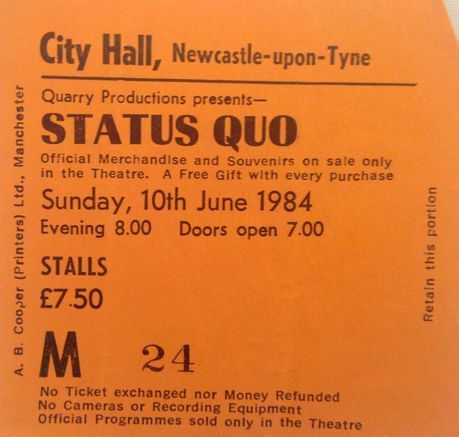 City Hall, Newcastle-upon-Tyne
Quarry Productions presents—
STATUS QUO
Official Merchandise and Souvenirs on sale only
in the Theatre. A Free Gift with every purchase
Sunday, 10th June 1984
Evening 8.00 Doors open 7.00
STALLS
£7.50
M 24
No Ticket exchanged nor Money Refunded
No Cameras or Recording Equipment
Official Programmes sold only in the Theatre
A. B. Cooper (Printers) Ltd., Manchester
Retain this portion